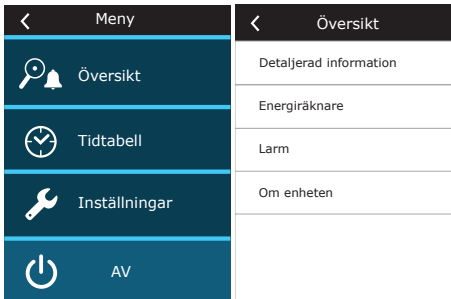 Meny
Översikt
Tidtabell
Inställningar
AV
Översikt
Detaljerad information
Energiräknare
Larm
Om enheten